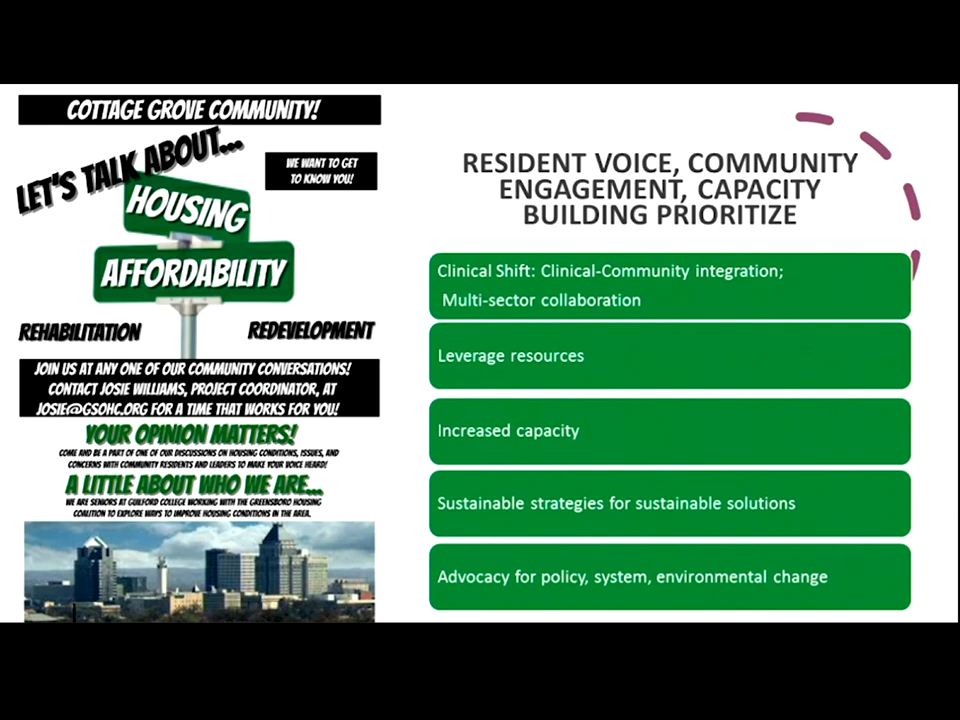 COTTAGE GROVE COMMUNITY!
LET'S TALK ABOUT...
WE WANT TO GET
TO KNOW YOU!
HOUSING
AFFORDABILITY
REHABILITATION
REDEVELOPMENT
JOIN US AT ANY ONE OF OUR COMMUNITY CONVERSATIONS!
CONTACT JOSIE WILLIAMS, PROJECT COORDINATOR, AT
JOSIE@GSOHC.ORG FOR A TIME THAT WORKS FOR YOU!
YOUR OPINION MATTERS!
COME AND BE A PART OF ONE OF OUR DISCUSSIONS ON HOUSING CONDITIONS, ISSUES, AND
CONCERNS WITH COMMUNITY RESIDENTS AND LEADERS TO MAKE YOUR VOICE HEARD!
A LITTLE ABOUT WHO WE ARE...
WE ARE SENIORS AT GUILFORD COLLEGE WORKING WITH THE GREENSBORO HOUSING
COALITION TO EXPLORE WAYS TO IMPROVE HOUSING CONDITIONS IN THE AREA.
RESIDENT VOICE, COMMUNITY
ENGAGEMENT, CAPACITY
BUILDING PRIORITIZE
Clinical Shift: Clinical-Community integration;
Multi-sector collaboration
Leverage resources
Increased capacity
Sustainable strategies for sustainable solutions
Advocacy for policy, system, environmental change